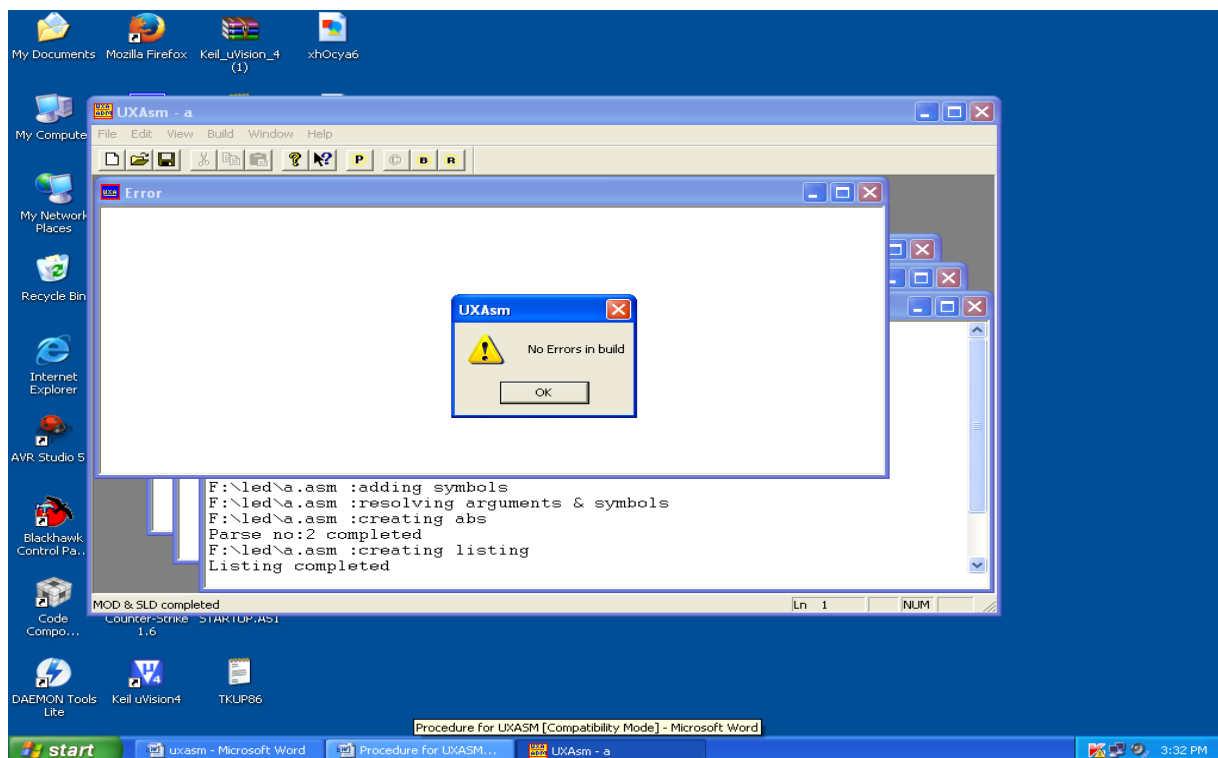 My Documents
Mozilla Firefox
Keil_uVision_4
(1)
xhOcya6
My Compute
UXAsm - a
File Edit View Build Window Help
P © B R
Error
My Network
Places
Recycle Bin
UXAsm
No Errors in build
OK
Internet
Explorer
AVR Studio 5
F:\led\a.asm :adding symbols
F:\led\a.asm :resolving arguments & symbols
F:\led\a.asm :creating abs
Parse no:2 completed
F:\led\a.asm :creating listing
Listing completed
Blackhawk
Control Pa..
MOD & SLD completed
Ln 1
NUM
Code
Compo...
Counter-Strike
1.6
STARTUP.A51
DAEMON Tools
Lite
Keil uVision4
TKUP86
Procedure for UXASM [Compatibility Mode] - Microsoft Word
start
uxasm - Microsoft Word
Procedure for UXASM...
UXAsm - a
3:32 PM